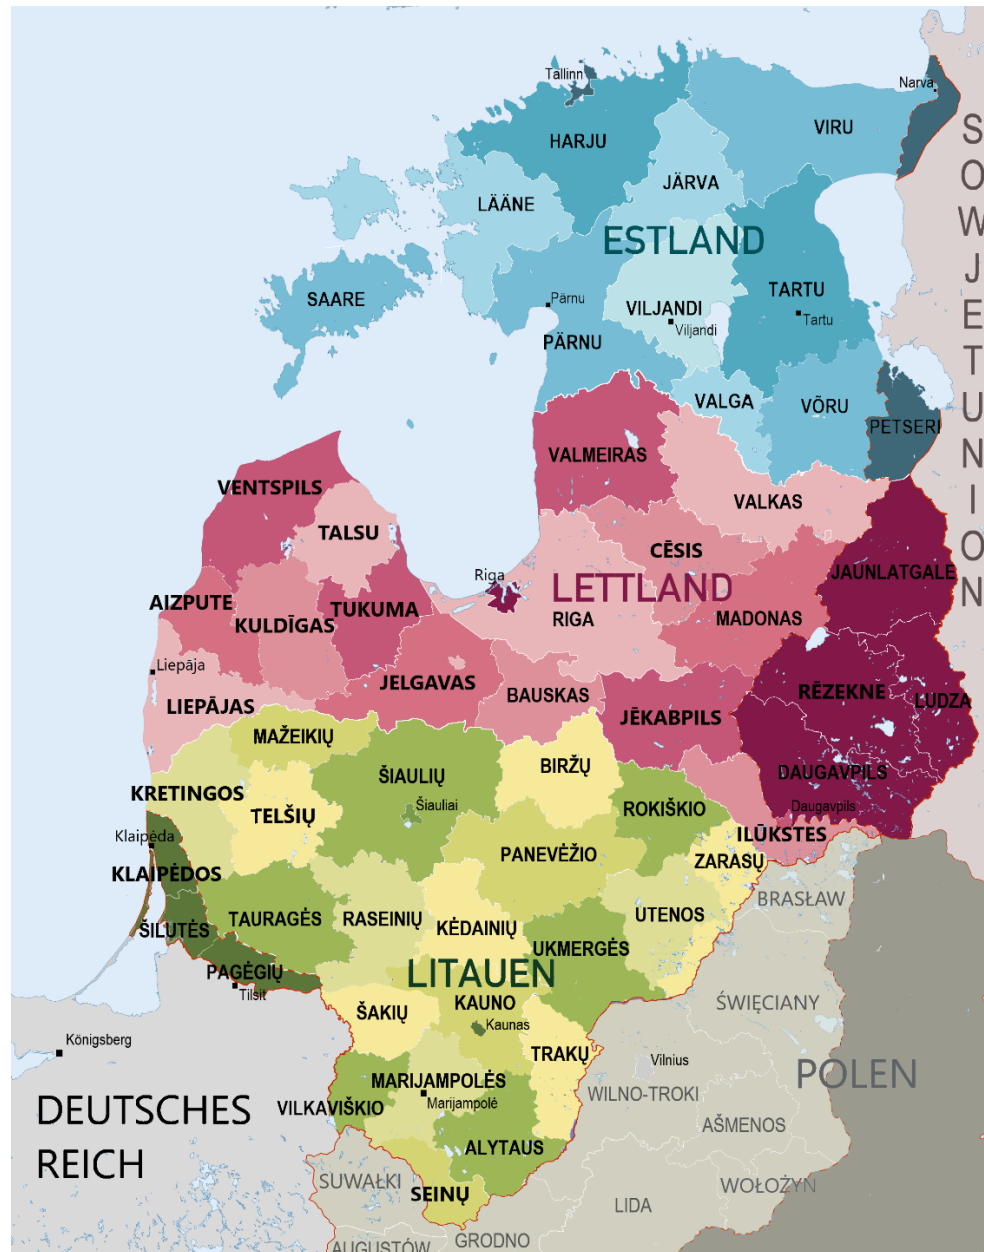 Tallinn
Narva
SOWJETUNION
VIRU
HARJU
JÄRVA
LÄÄNE
ESTLAND
SAARE
Pärnu
VILJANDI
Viljandi
TARTU
Tartu
PÄRNU
VALGA
VÕRU
PETSERI
VALMEIRAS
VENTSPILS
VALKAS
TALSU
CĒSIS
JAUNLATGALE
Riga
LETTLAND
AIZPUTE
TUKUMA
KULDĪGAS
RIGA
MADONAS
Liepāja
JELGAVAS
BAUSKAS
RĒZEKNE
LUDZA
LIEPĀJAS
JĒKABPILS
MAŽEIKIŲ
BIRŽŲ
ŠIAULIŲ
DAUGAVPILS
KRETINGOS
Šiauliai
ROKIŠKIO
Daugavpils
TELŠIŲ
ILŪKSTES
Klaipėda
PANEVĖŽIO
ZARASŲ
KLAIPĖDOS
BRASŁAW
TAURAGĖS
RASEINIŲ
KĖDAINIŲ
UTENOS
ŠILUTĖS
UKMERGĖS
PAGĖGIŲ
LITAUEN
Tilsit
KAUNO
ŚWIĘCIANY
ŠAKIŲ
Kaunas
Königsberg
TRAKŲ
Vilnius
POLEN
MARIJAMPOLĖS
WILNO-TROKI
DEUTSCHES
REICH
VILKAVIŠKIO
Marijampolė
AŠMENOS
ALYTAUS
SUWAŁKI
SEINŲ
WOŁOŻYN
LIDA
AUGUSTÓW
GRODNO